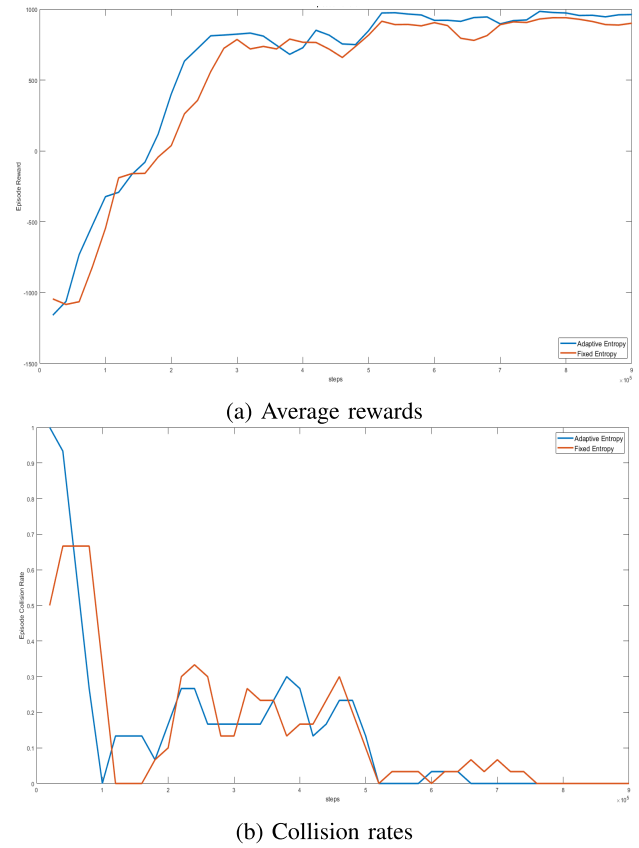 1000
500
0
-500
-1000
-1500
Episode Reward
0 1 2 3 4 5 6 7 8 9
steps
× 10⁵
Adaptive Entropy
Fixed Entropy
(a) Average rewards
1
0.9
0.8
0.7
0.6
0.5
0.4
0.3
0.2
0.1
0
Episode Collision Rate
Adaptive Entropy
Fixed Entropy
0 1 2 3 4 5 6 7 8 9
steps
× 10⁵
(b) Collision rates